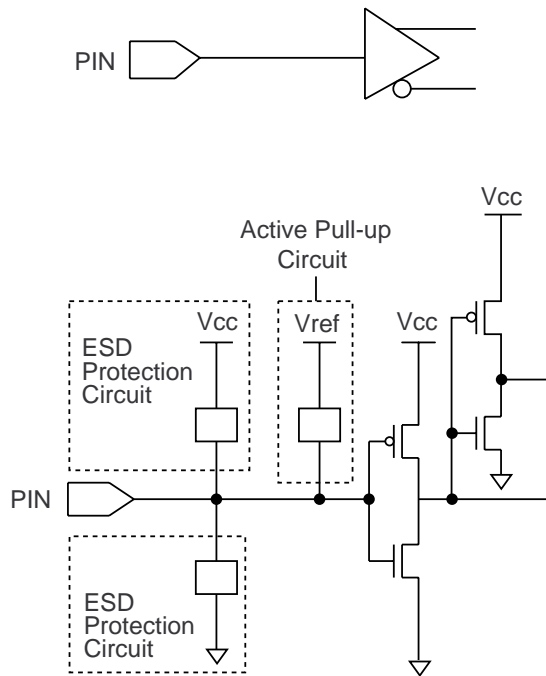 PIN
Vcc
Active Pull-up
Circuit
Vcc
Vref
Vcc
ESD
Protection
Circuit
PIN
ESD
Protection
Circuit